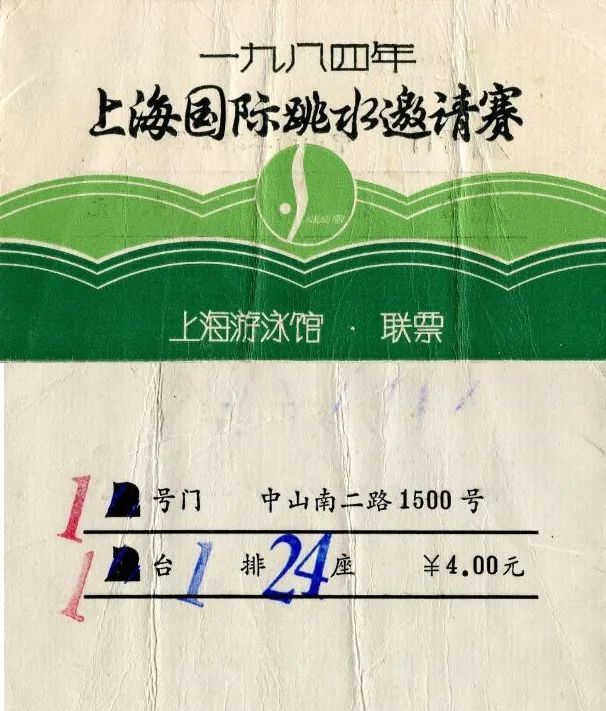 一九八四年
上海国际跳水邀请赛
上海游泳馆 · 联票
1 号门 中山南二路1500号
1 台 1 排 24 座 ¥4.00元